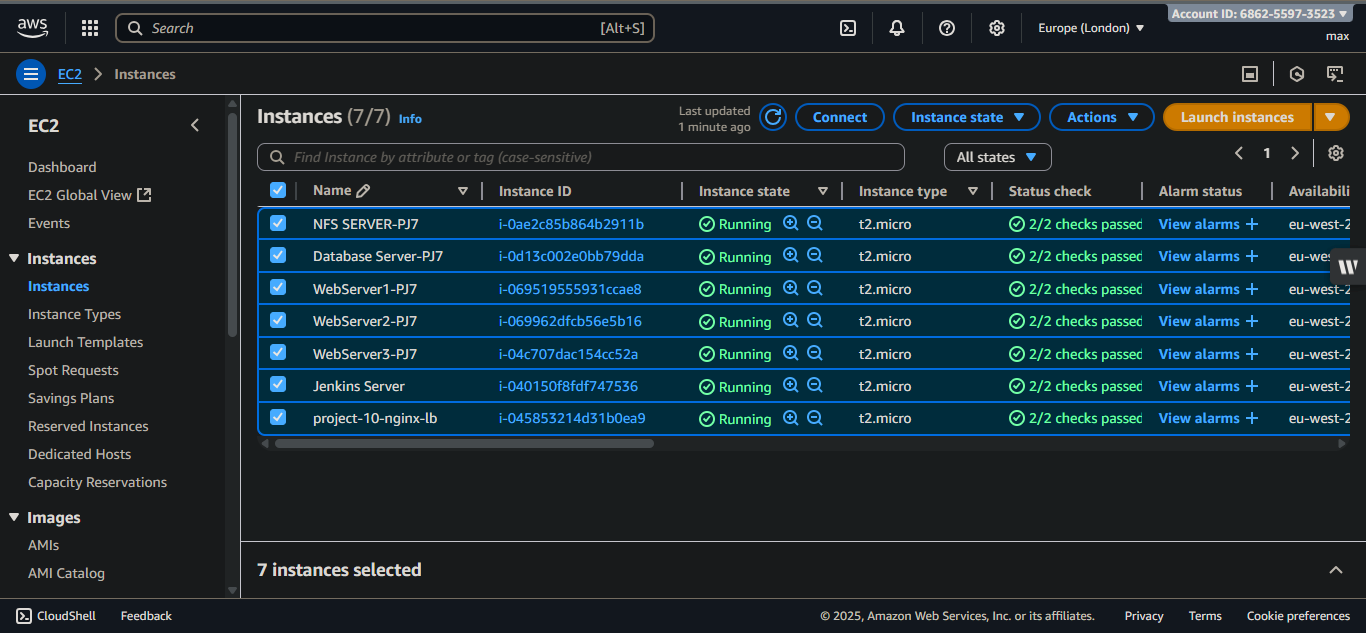 aws
Search [Alt+S]
Europe (London)
Account ID: 6862-5597-3523
max
EC2 Instances
EC2
Dashboard
EC2 Global View
Events
Instances
Instances
Instance Types
Launch Templates
Spot Requests
Savings Plans
Reserved Instances
Dedicated Hosts
Capacity Reservations
Images
AMIs
AMI Catalog
Instances (7/7) Info
Last updated
1 minute ago
Connect Instance state Actions Launch instances
Find Instance by attribute or tag (case-sensitive) All states 1
Name Instance ID Instance state Instance type Status check Alarm status Availabili
NFS SERVER-PJ7 i-0ae2c85b864b2911b Running t2.micro 2/2 checks passed View alarms + eu-west-2
Database Server-PJ7 i-0d13c002e0bb79dda Running t2.micro 2/2 checks passed View alarms + eu-west-2
WebServer1-PJ7 i-069519555931ccae8 Running t2.micro 2/2 checks passed View alarms + eu-west-2
WebServer2-PJ7 i-069962dfcb56e5b16 Running t2.micro 2/2 checks passed View alarms + eu-west-2
WebServer3-PJ7 i-04c707dac154cc52a Running t2.micro 2/2 checks passed View alarms + eu-west-2
Jenkins Server i-040150f8fdf747536 Running t2.micro 2/2 checks passed View alarms + eu-west-2
project-10-nginx-lb i-045853214d31b0ea9 Running t2.micro 2/2 checks passed View alarms + eu-west-2
W
7 instances selected
CloudShell Feedback © 2025, Amazon Web Services, Inc. or its affiliates. Privacy Terms Cookie preferences